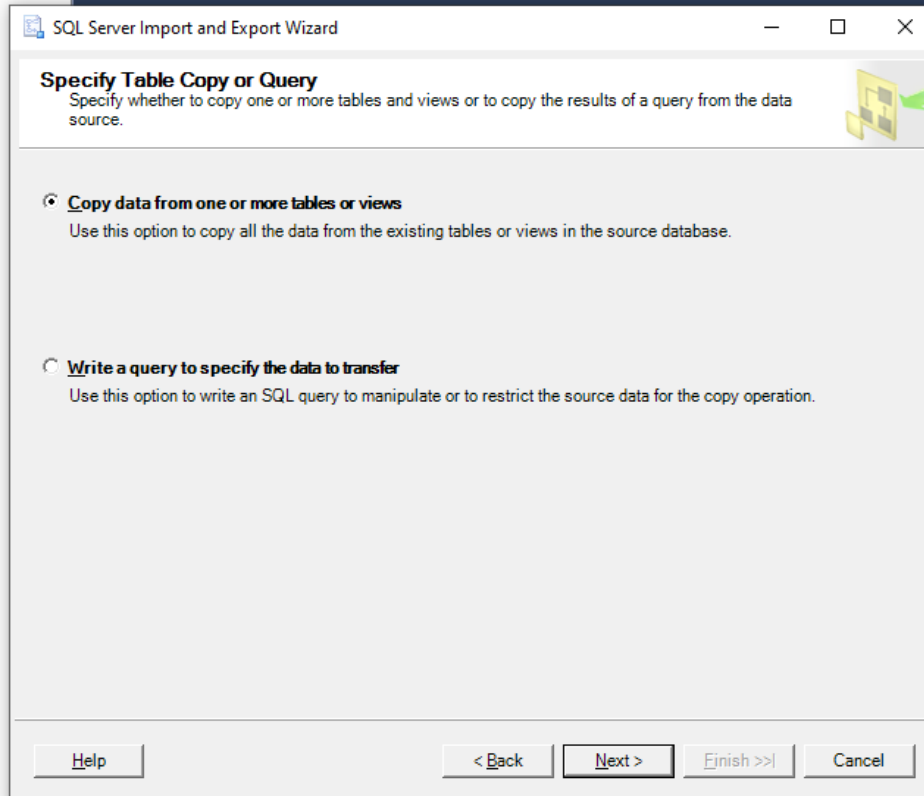 SQL Server Import and Export Wizard
Specify Table Copy or Query
Specify whether to copy one or more tables and views or to copy the results of a query from the data
source.
Copy data from one or more tables or views
Use this option to copy all the data from the existing tables or views in the source database.
Write a query to specify the data to transfer
Use this option to write an SQL query to manipulate or to restrict the source data for the copy operation.
Help
< Back
Next >
Finish >>|
Cancel